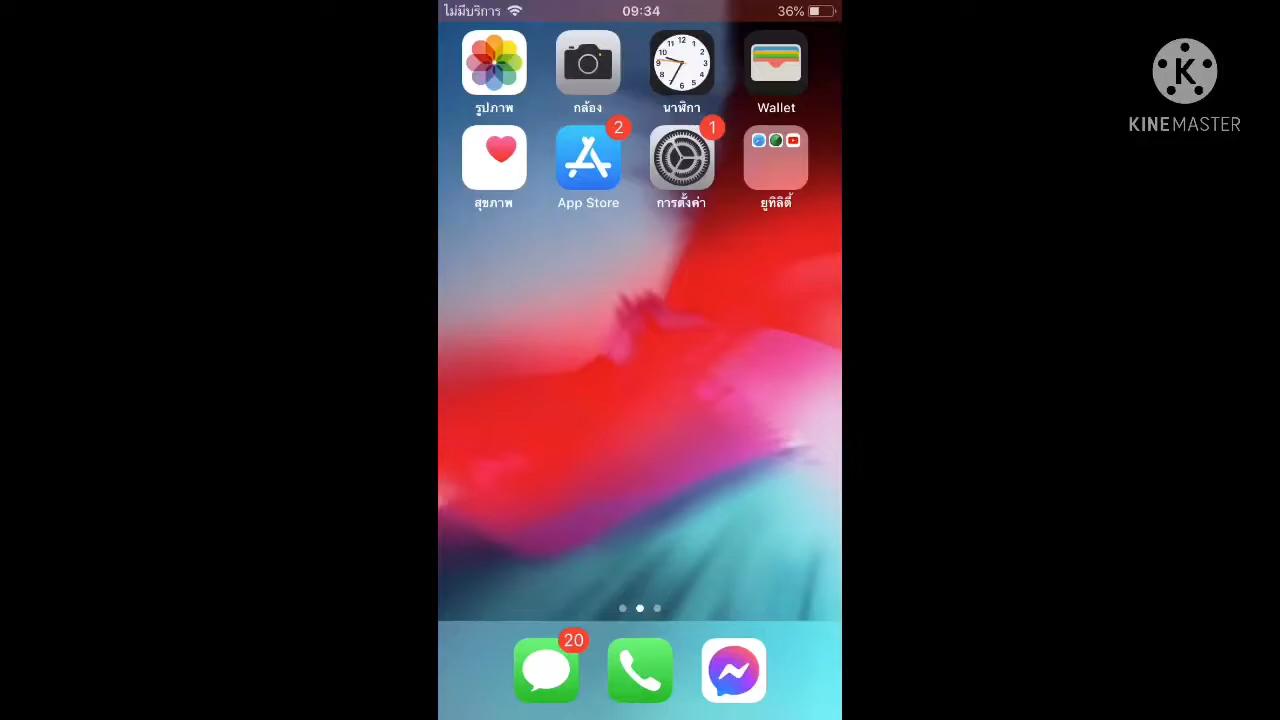 ไม่มีบริการ 09:34 36%
K
KINEMASTER
รูปภาพ กล้อง นาฬิกา Wallet
2 1
สุขภาพ App Store การตั้งค่า ยูทิลิตี้
20